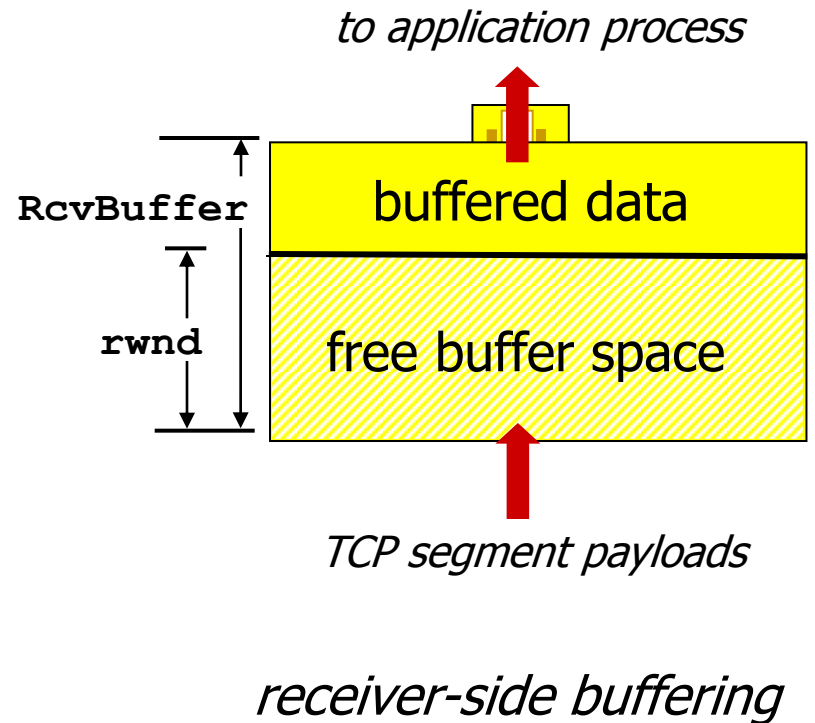 to application process
RcvBuffer
buffered data
rwnd
free buffer space
TCP segment payloads
receiver-side buffering